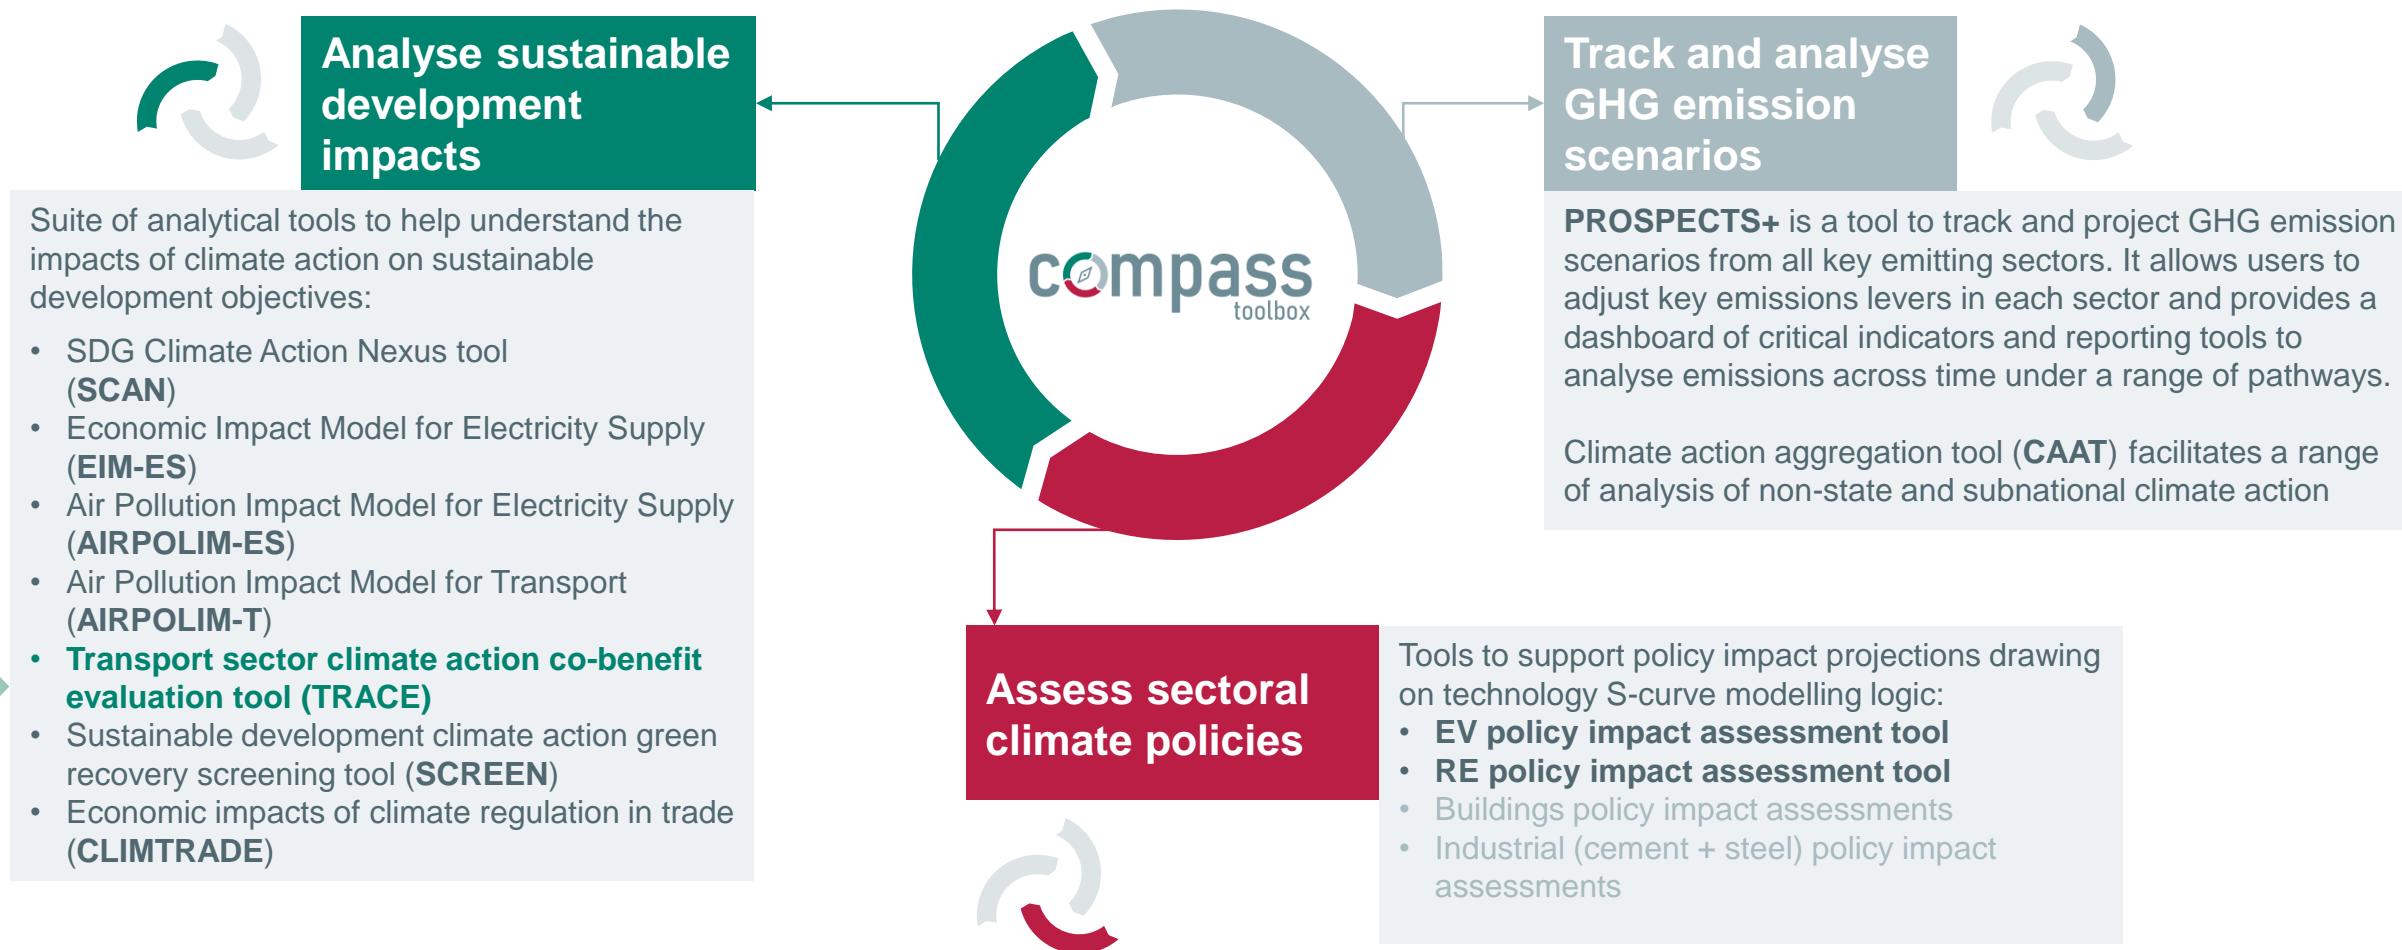 Analyse sustainable
development
impacts
Suite of analytical tools to help understand the
impacts of climate action on sustainable
development objectives:
• SDG Climate Action Nexus tool
(SCAN)
• Economic Impact Model for Electricity Supply
(EIM-ES)
• Air Pollution Impact Model for Electricity Supply
(AIRPOLIM-ES)
• Air Pollution Impact Model for Transport
(AIRPOLIM-T)
• Transport sector climate action co-benefit
evaluation tool (TRACE)
• Sustainable development climate action green
recovery screening tool (SCREEN)
• Economic impacts of climate regulation in trade
(CLIMTRADE)
compass
toolbox
Track and analyse
GHG emission
scenarios
PROSPECTS+ is a tool to track and project GHG emission
scenarios from all key emitting sectors. It allows users to
adjust key emissions levers in each sector and provides a
dashboard of critical indicators and reporting tools to
analyse emissions across time under a range of pathways.
Climate action aggregation tool (CAAT) facilitates a range
of analysis of non-state and subnational climate action
Assess sectoral
climate policies
Tools to support policy impact projections drawing
on technology S-curve modelling logic:
• EV policy impact assessment tool
• RE policy impact assessment tool
• Buildings policy impact assessments
• Industrial (cement + steel) policy impact
assessments